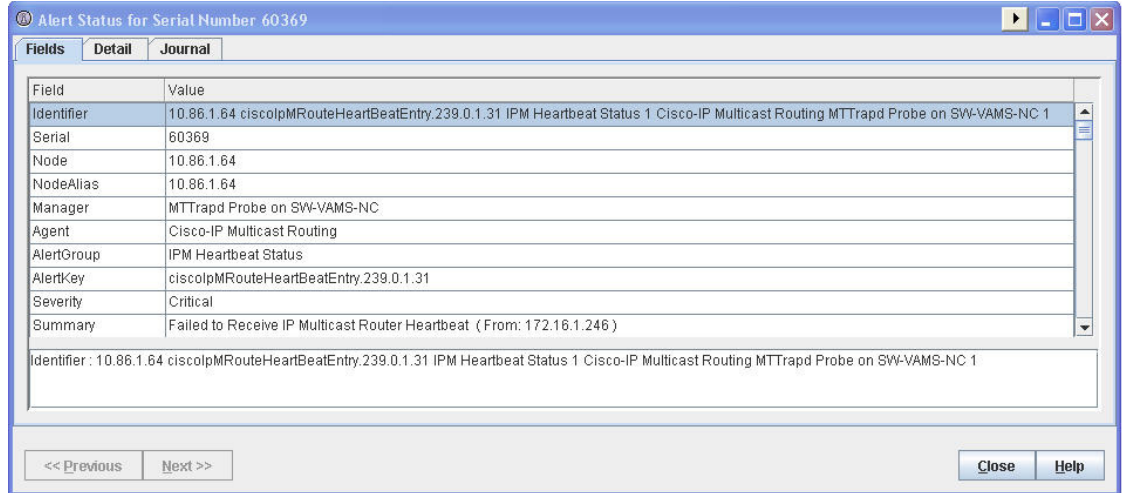 Alert Status for Serial Number 60369
Fields Detail Journal
Field Value
Identifier 10.86.1.64 ciscoIpMRouteHeartBeatEntry.239.0.1.31 IPM Heartbeat Status 1 Cisco-IP Multicast Routing MTTrapd Probe on SW-VAMS-NC 1
Serial 60369
Node 10.86.1.64
NodeAlias 10.86.1.64
Manager MTTrapd Probe on SW-VAMS-NC
Agent Cisco-IP Multicast Routing
AlertGroup IPM Heartbeat Status
AlertKey ciscoIpMRouteHeartBeatEntry.239.0.1.31
Severity Critical
Summary Failed to Receive IP Multicast Router Heartbeat ( From: 172.16.1.246 )
Identifier : 10.86.1.64 ciscoIpMRouteHeartBeatEntry.239.0.1.31 IPM Heartbeat Status 1 Cisco-IP Multicast Routing MTTrapd Probe on SW-VAMS-NC 1
<< Previous Next >> Close Help